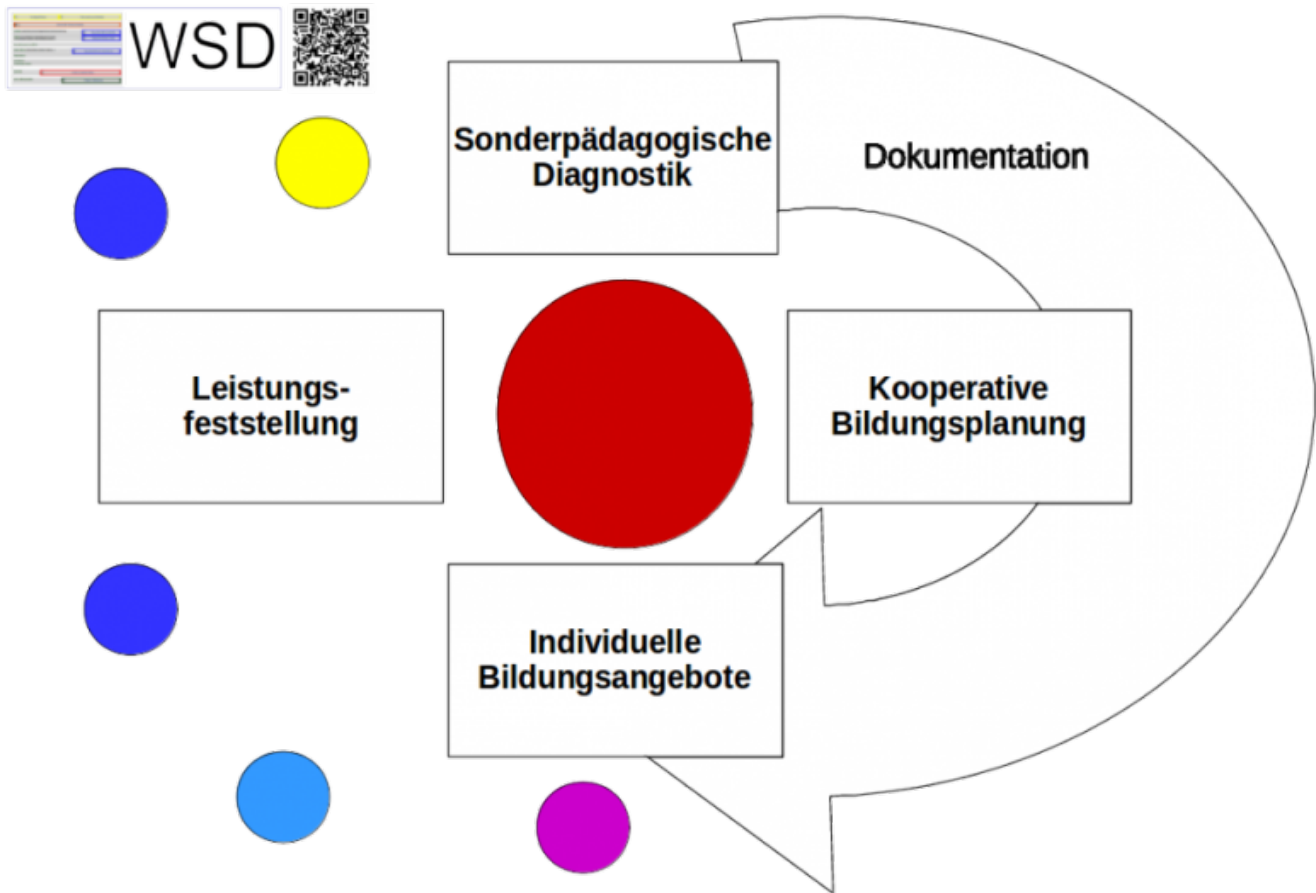 WSD
Sonderpädagogische
Diagnostik
Dokumentation
Leistungs-
feststellung
Kooperative
Bildungsplanung
Individuelle
Bildungsangebote